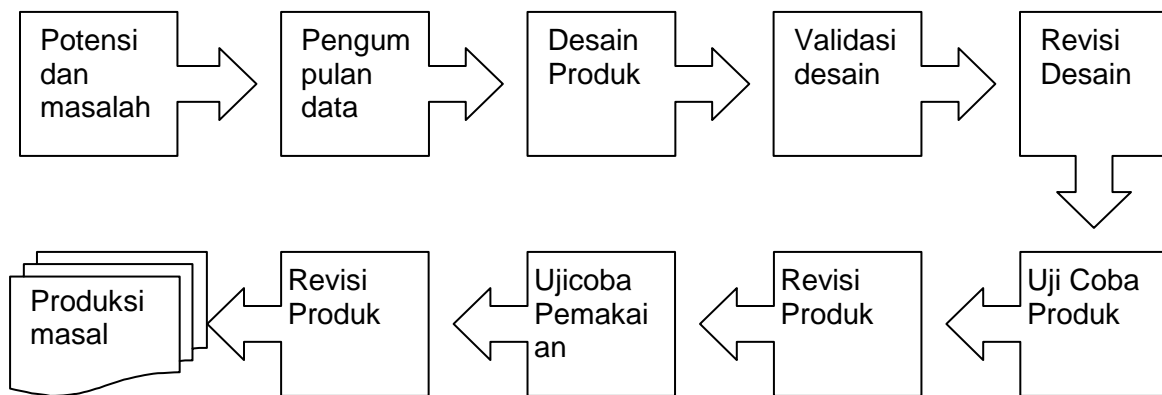 Potensi
dan
masalah
Pengum
pulan
data
Desain
Produk
Validasi
desain
Revisi
Desain
Uji Coba
Produk
Revisi
Produk
Ujicoba
Pemakai
an
Revisi
Produk
Produksi
masal